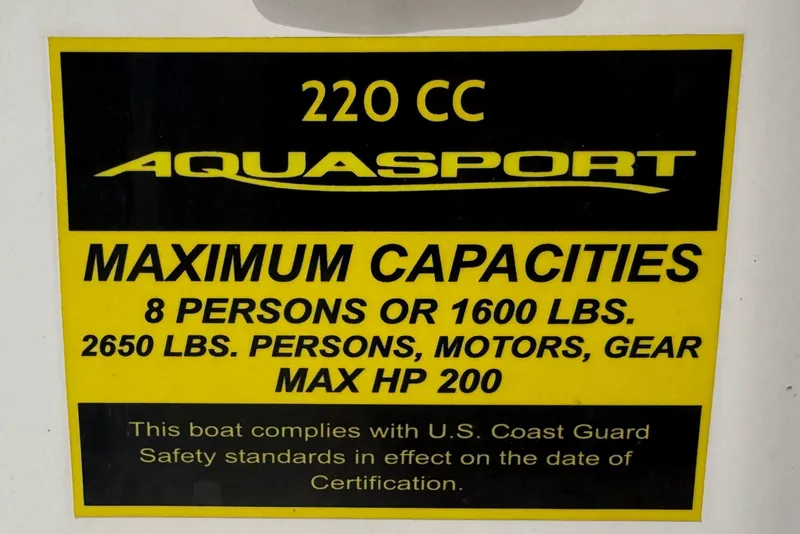 220 CC
AQUASPORT
MAXIMUM CAPACITIES
8 PERSONS OR 1600 LBS.
2650 LBS. PERSONS, MOTORS, GEAR
MAX HP 200
This boat complies with U.S. Coast Guard
Safety standards in effect on the date of
Certification.